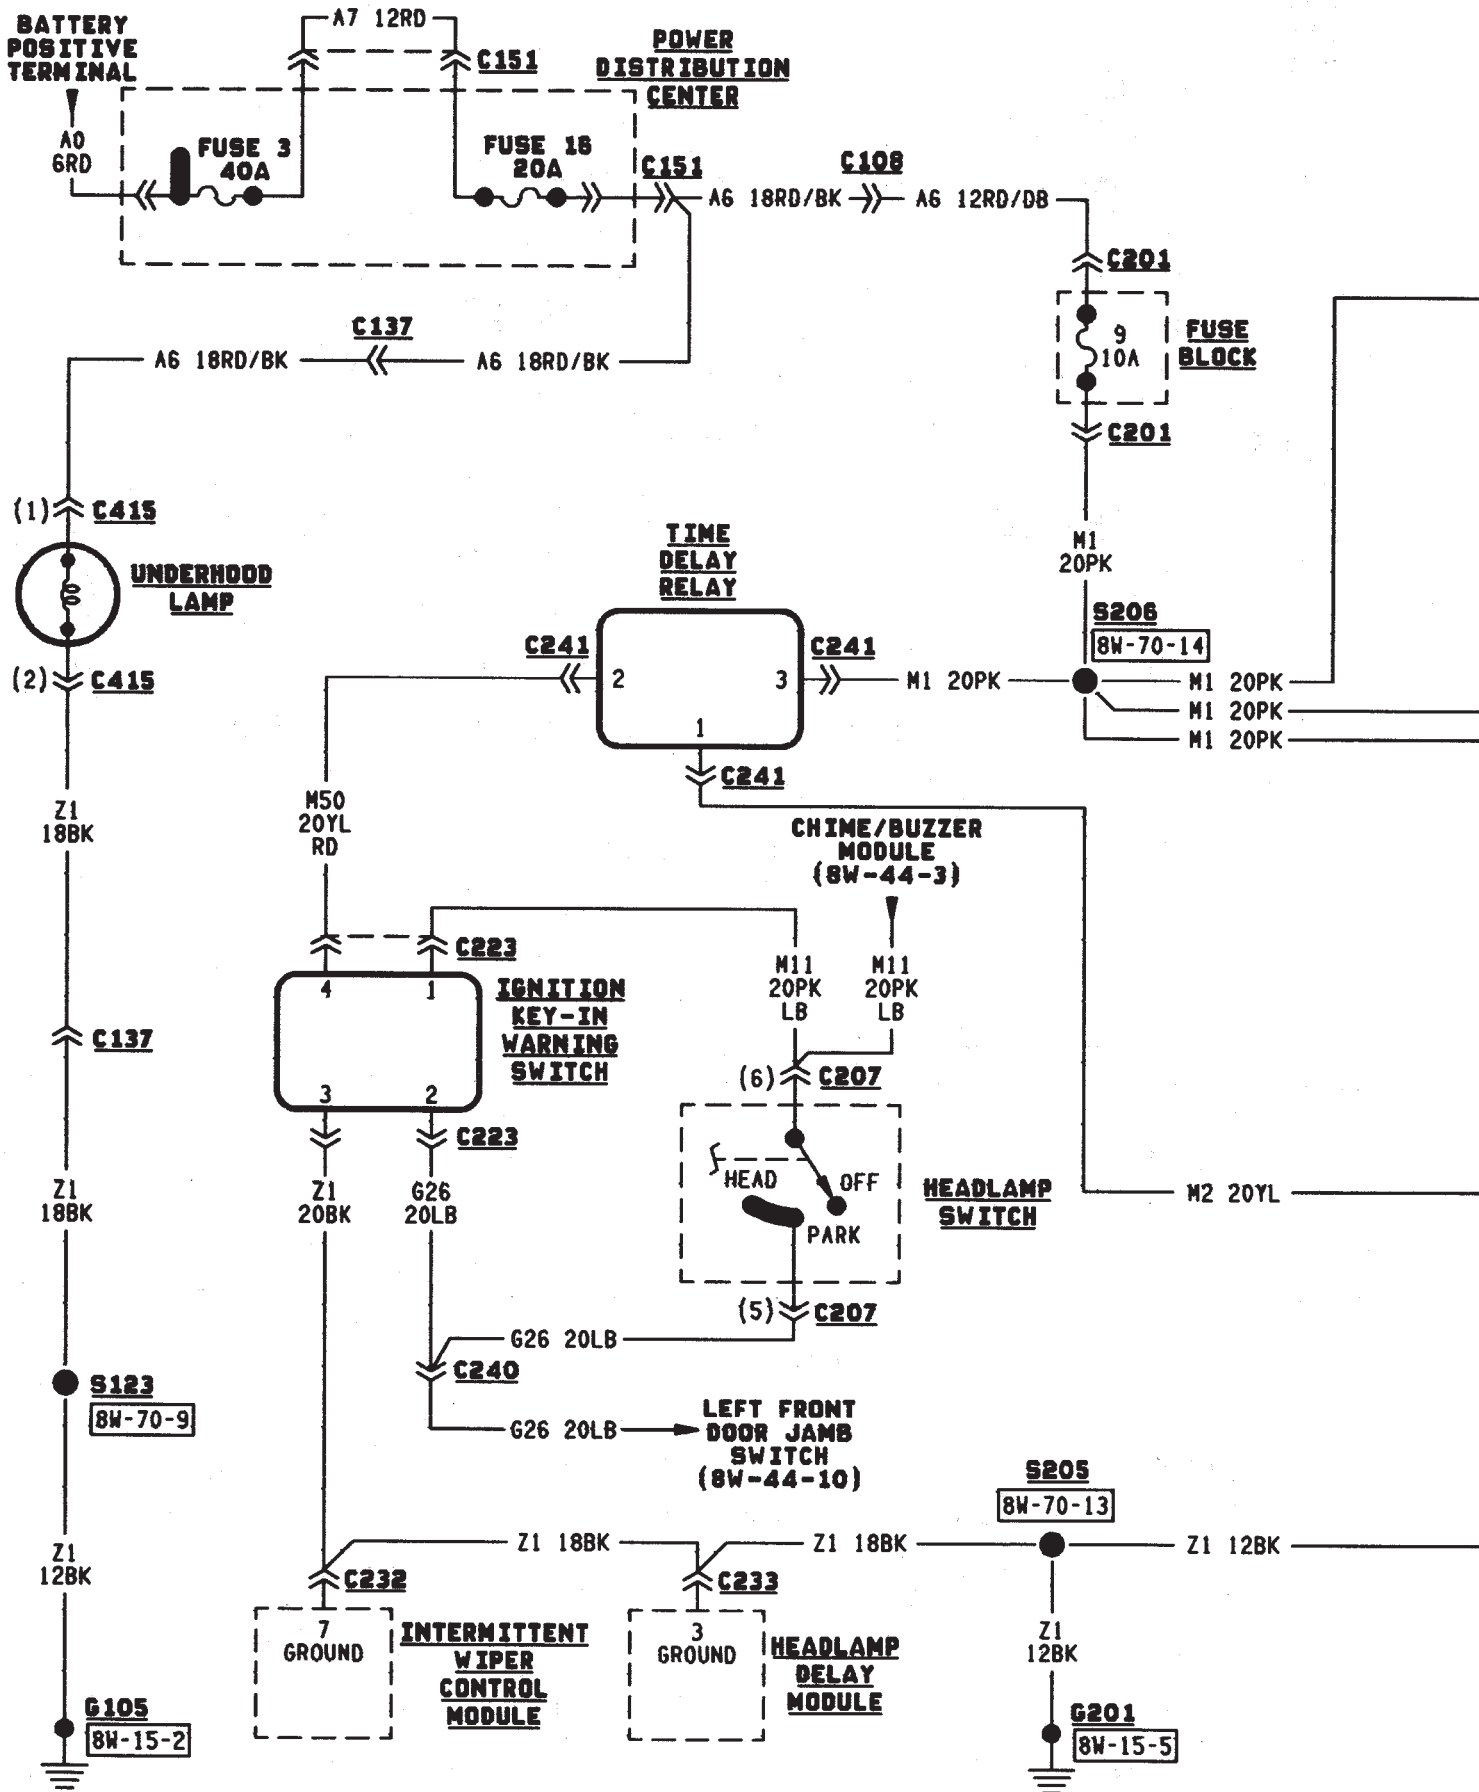 BATTERY
POSITIVE
TERMINAL
A7 12RD
C151
POWER
DISTRIBUTION
CENTER
A0
6RD
FUSE 3
40A
FUSE 16
20A
C151
A6 18RD/BK
C108
A6 12RD/DB
C201
9
10A
FUSE
BLOCK
C201
C137
A6 18RD/BK
A6 18RD/BK
(1)
C415
UNDERHOOD
LAMP
(2)
C415
M1
20PK
TIME
DELAY
RELAY
C241
2
3
1
C241
M1 20PK
S206
8W-70-14
M1 20PK
M1 20PK
M1 20PK
C241
Z1
18BK
M50
20YL
RD
CHIME/BUZZER
MODULE
(8W-44-3)
C223
4
1
IGNITION
KEY-IN
WARNING
SWITCH
3
2
C223
M11
20PK
LB
M11
20PK
LB
C137
(6)
C207
HEAD
OFF
PARK
HEADLAMP
SWITCH
M2 20YL
Z1
18BK
Z1
20BK
G26
20LB
(5)
C207
G26 20LB
C240
S123
8W-70-9
G26 20LB
LEFT FRONT
DOOR JAMB
SWITCH
(8W-44-10)
S205
8W-70-13
Z1 18BK
Z1 18BK
Z1 12BK
Z1
12BK
C232
C233
7
GROUND
INTERMITTENT
WIPER
CONTROL
MODULE
3
GROUND
HEADLAMP
DELAY
MODULE
Z1
12BK
G105
8W-15-2
G201
8W-15-5